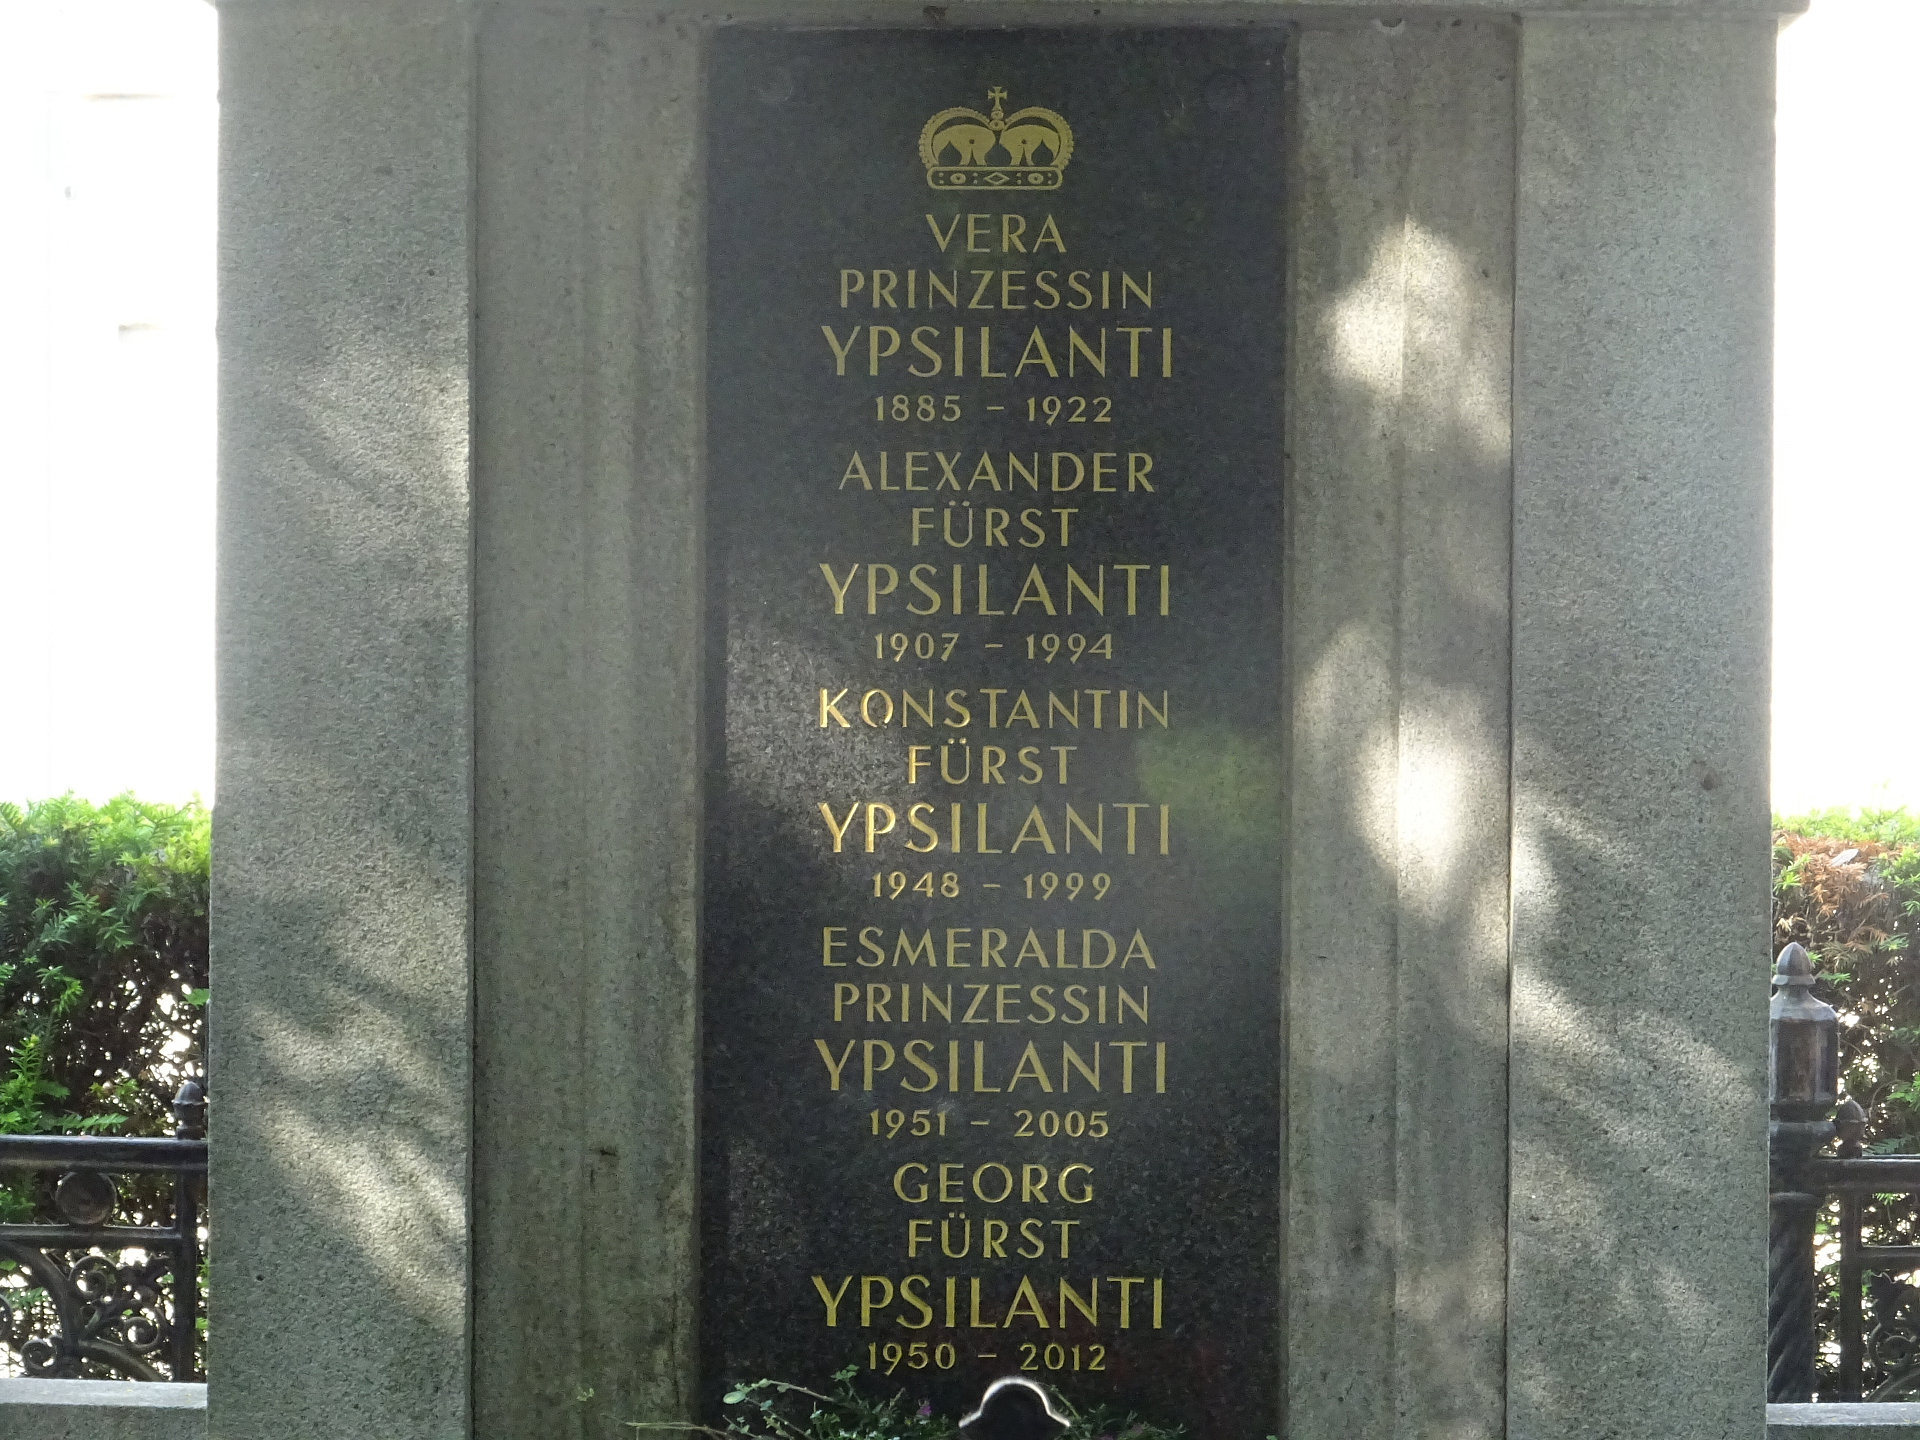 VERA
PRINZESSIN
YPSILANTI
1885 – 1922
ALEXANDER
FÜRST
YPSILANTI
1907 – 1994
KONSTANTIN
FÜRST
YPSILANTI
1948 – 1999
ESMERALDA
PRINZESSIN
YPSILANTI
1951 – 2005
GEORG
FÜRST
YPSILANTI
1950 – 2012